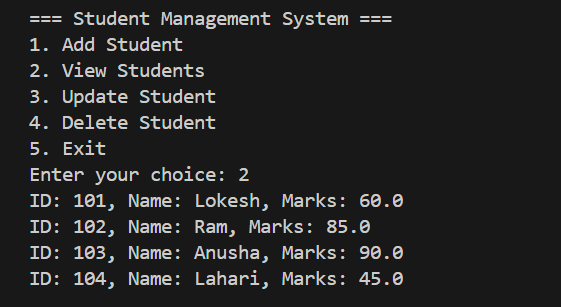 === Student Management System ===
1. Add Student
2. View Students
3. Update Student
4. Delete Student
5. Exit
Enter your choice: 2
ID: 101, Name: Lokesh, Marks: 60.0
ID: 102, Name: Ram, Marks: 85.0
ID: 103, Name: Anusha, Marks: 90.0
ID: 104, Name: Lahari, Marks: 45.0